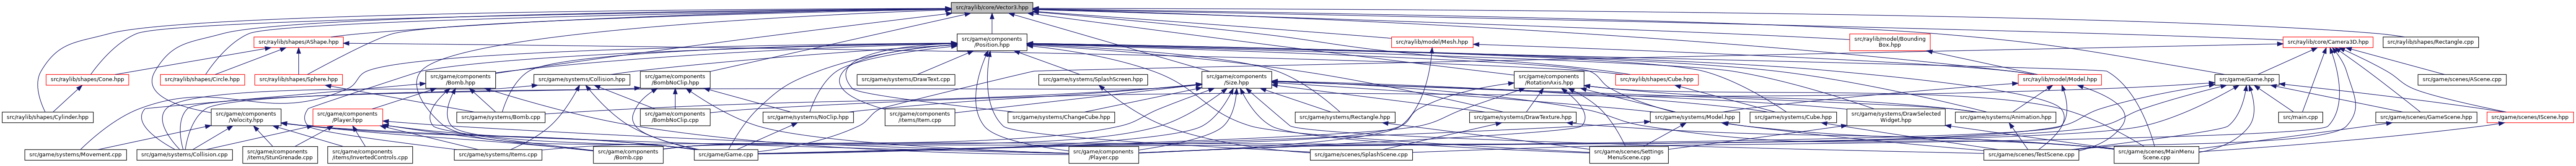 src/raylib/core/Vector3.hpp
src/raylib/shapes/AShape.hpp
src/game/components
/Position.hpp
src/raylib/model/Mesh.hpp
src/raylib/model/Bounding
Box.hpp
src/raylib/core/Camera3D.hpp
src/raylib/shapes/Rectangle.cpp
src/raylib/shapes/Cone.hpp
src/raylib/shapes/Circle.hpp
src/raylib/shapes/Sphere.hpp
src/game/components
/Bomb.hpp
src/game/systems/Collision.hpp
src/game/components
/BombNoClip.hpp
src/game/systems/DrawText.cpp
src/game/systems/SplashScreen.hpp
src/game/components
/Size.hpp
src/game/components
/RotationAxis.hpp
src/raylib/shapes/Cube.hpp
src/raylib/model/Model.hpp
src/game/Game.hpp
src/game/scenes/AScene.cpp
src/raylib/shapes/Cylinder.hpp
src/game/components
/Velocity.hpp
src/game/components
/Player.hpp
src/game/systems/Bomb.cpp
src/game/components
/BombNoClip.cpp
src/game/systems/NoClip.hpp
src/game/components
/items/Item.cpp
src/game/systems/ChangeCube.hpp
src/game/systems/Rectangle.hpp
src/game/systems/DrawTexture.hpp
src/game/systems/Model.hpp
src/game/systems/Cube.hpp
src/game/systems/DrawSelected
Widget.hpp
src/game/systems/Animation.hpp
src/main.cpp
src/game/scenes/GameScene.hpp
src/game/scenes/IScene.hpp
src/game/systems/Movement.cpp
src/game/systems/Collision.cpp
src/game/components
/items/StunGrenade.cpp
src/game/components
/items/InvertedControls.cpp
src/game/systems/Items.cpp
src/game/components
/Bomb.cpp
src/game/Game.cpp
src/game/components
/Player.cpp
src/game/scenes/SplashScene.cpp
src/game/scenes/Settings
MenuScene.cpp
src/game/scenes/TestScene.cpp
src/game/scenes/MainMenu
Scene.cpp